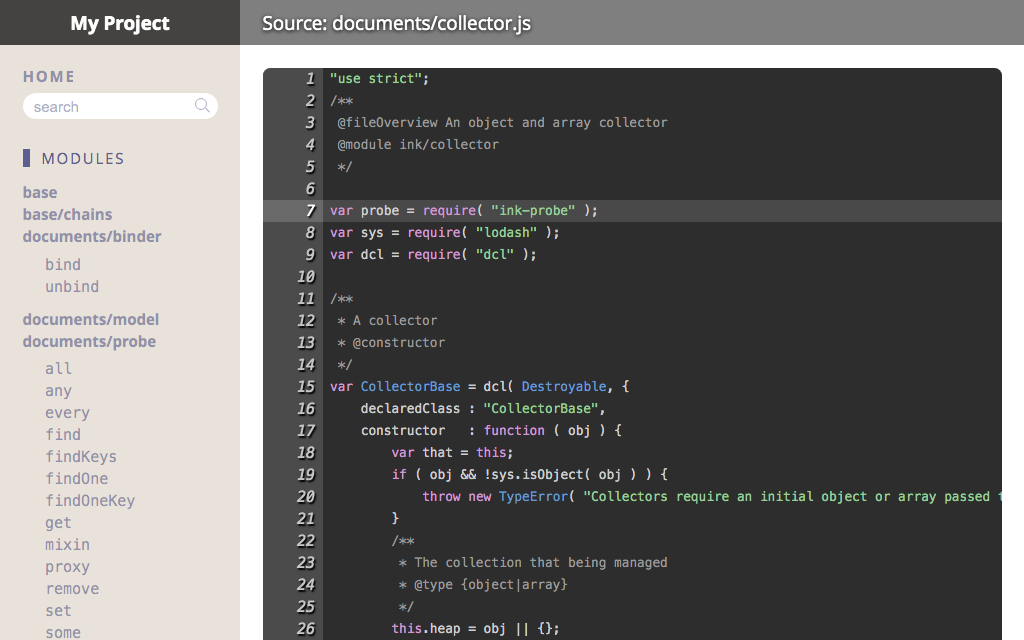 My Project
Source: documents/collector.js
HOME
search
MODULES
base
base/chains
documents/binder
bind
unbind
documents/model
documents/probe
all
any
every
find
findKeys
findOne
findOneKey
get
mixin
proxy
remove
set
some
1 "use strict";
2 /**
3  @fileOverview An object and array collector
4  @module ink/collector
5  */
6
7 var probe = require( "ink-probe" );
8 var sys = require( "lodash" );
9 var dcl = require( "dcl" );
10
11 /**
12  * A collector
13  * @constructor
14  */
15 var CollectorBase = dcl( Destroyable, {
16     declaredClass : "CollectorBase",
17     constructor   : function ( obj ) {
18         var that = this;
19         if ( obj && !sys.isObject( obj ) ) {
20             throw new TypeError( "Collectors require an initial object or array passed
21         }
22         /**
23          * The collection that being managed
24          * @type {object|array}
25          */
26         this.heap = obj || {};